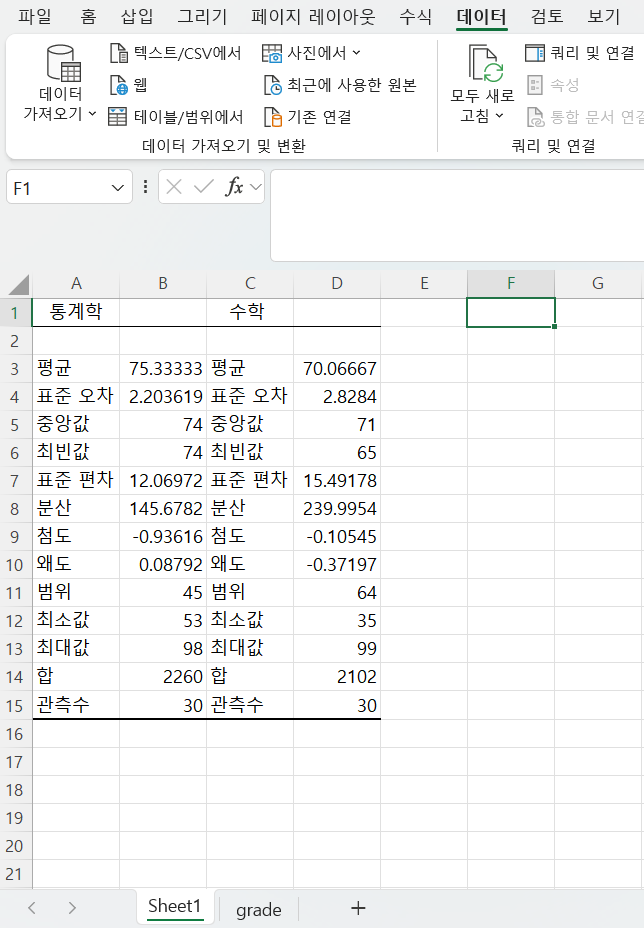 파일 홈 삽입 그리기 페이지 레이아웃 수식 데이터 검토 보기
데이터 가져오기
텍스트/CSV에서
웹
테이블/범위에서
사진에서
최근에 사용한 원본
기존 연결
데이터 가져오기 및 변환
모두 새로 고침
쿼리 및 연결
속성
통합 문서 연결
쿼리 및 연결
F1 fx
A B C D E F G
1 통계학 수학
2
3 평균 75.33333 평균 70.06667
4 표준 오차 2.203619 표준 오차 2.8284
5 중앙값 74 중앙값 71
6 최빈값 74 최빈값 65
7 표준 편차 12.06972 표준 편차 15.49178
8 분산 145.6782 분산 239.9954
9 첨도 -0.93616 첨도 -0.10545
10 왜도 0.08792 왜도 -0.37197
11 범위 45 범위 64
12 최소값 53 최소값 35
13 최대값 98 최대값 99
14 합 2260 합 2102
15 관측수 30 관측수 30
16
17
18
19
20
21
Sheet1 grade